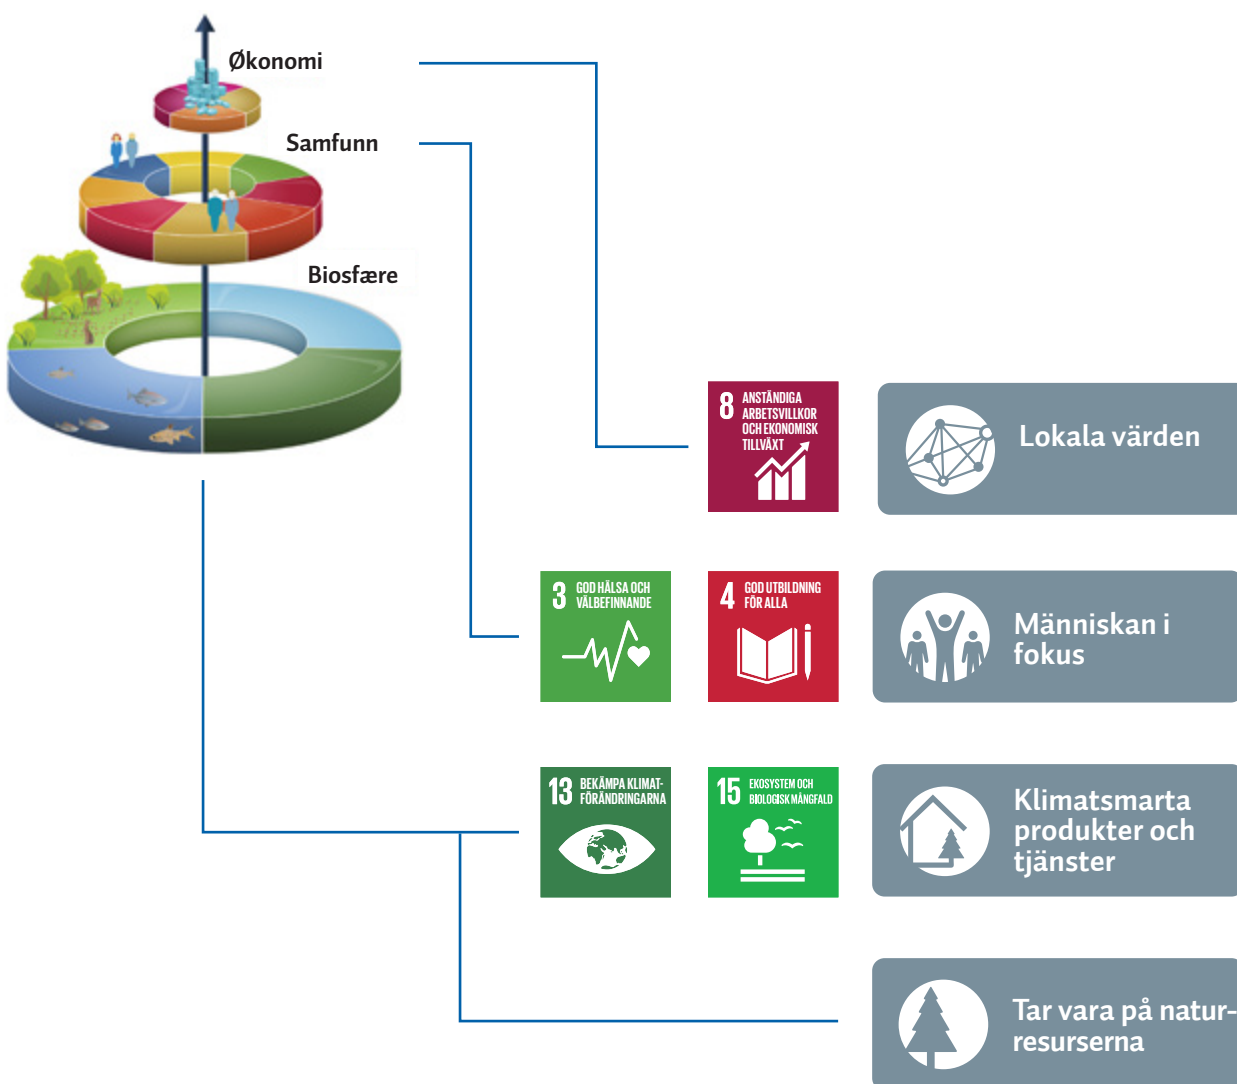 Økonomi
Samfunn
Biosfære
8 ANSTÄNDIGA
ARBETSVILLKOR
OCH EKONOMISK
TILLVÄXT
Lokala värden
3 GOD HÄLSA OCH
VÄLBEFINNANDE
4 GOD UTBILDNING
FÖR ALLA
Människan i
fokus
13 BEKÄMPA KLIMAT-
FÖRÄNDRINGARNA
15 EKOSYSTEM OCH
BIOLOGISK MÅNGFALD
Klimatsmarta
produkter och
tjänster
Tar vara på natur-
resurserna